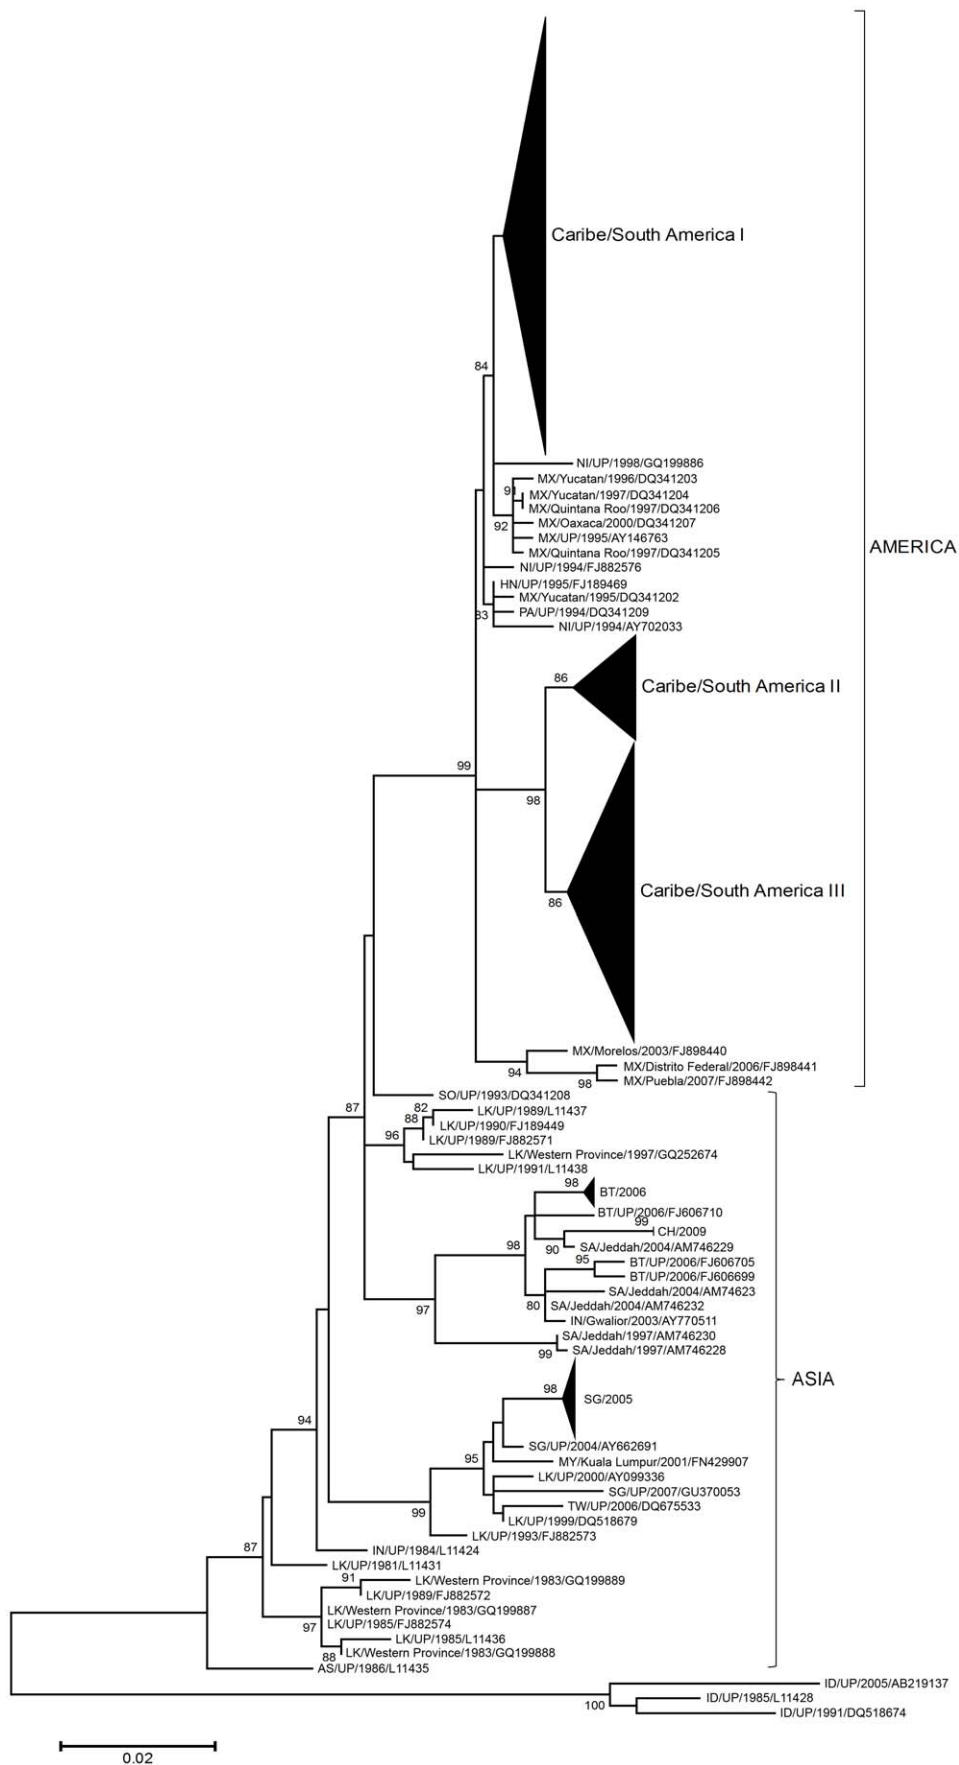 Caribe/South America I
84
NI/UP/1998/GQ199886
MX/Yucatan/1996/DQ341203
91
MX/Yucatan/1997/DQ341204
MX/Quintana Roo/1997/DQ341206
92
MX/Oaxaca/2000/DQ341207
MX/UP/1995/AY146763
AMERICA
MX/Quintana Roo/1997/DQ341205
NI/UP/1994/FJ882576
HN/UP/1995/FJ189469
MX/Yucatan/1995/DQ341202
83
PA/UP/1994/DQ341209
NI/UP/1994/AY702033
86
Caribe/South America II
99
98
Caribe/South America III
86
MX/Morelos/2003/FJ898440
94
MX/Distrito Federal/2006/FJ898441
98
MX/Puebla/2007/FJ898442
SO/UP/1993/DQ341208
87
82
LK/UP/1989/L11437
88
LK/UP/1990/FJ189449
96
LK/UP/1989/FJ882571
LK/Western Province/1997/GQ252674
LK/UP/1991/L11438
98
BT/2006
BT/UP/2006/FJ606710
99
CH/2009
98
90
SA/Jeddah/2004/AM746229
95
BT/UP/2006/FJ606705
BT/UP/2006/FJ606699
SA/Jeddah/2004/AM74623
97
80
SA/Jeddah/2004/AM746232
IN/Gwalior/2003/AY770511
SA/Jeddah/1997/AM746230
99
SA/Jeddah/1997/AM746228
ASIA
98
SG/2005
94
SG/UP/2004/AY662691
95
MY/Kuala Lumpur/2001/FN429907
LK/UP/2000/AY099336
SG/UP/2007/GU370053
99
TW/UP/2006/DQ675533
LK/UP/1999/DQ518679
LK/UP/1993/FJ882573
87
IN/UP/1984/L11424
LK/UP/1981/L11431
91
LK/Western Province/1983/GQ199889
LK/UP/1989/FJ882572
LK/Western Province/1983/GQ199887
97
LK/UP/1985/FJ882574
LK/UP/1985/L11436
88
LK/Western Province/1983/GQ199888
AS/UP/1986/L11435
ID/UP/2005/AB219137
100
ID/UP/1985/L11428
ID/UP/1991/DQ518674
0.02